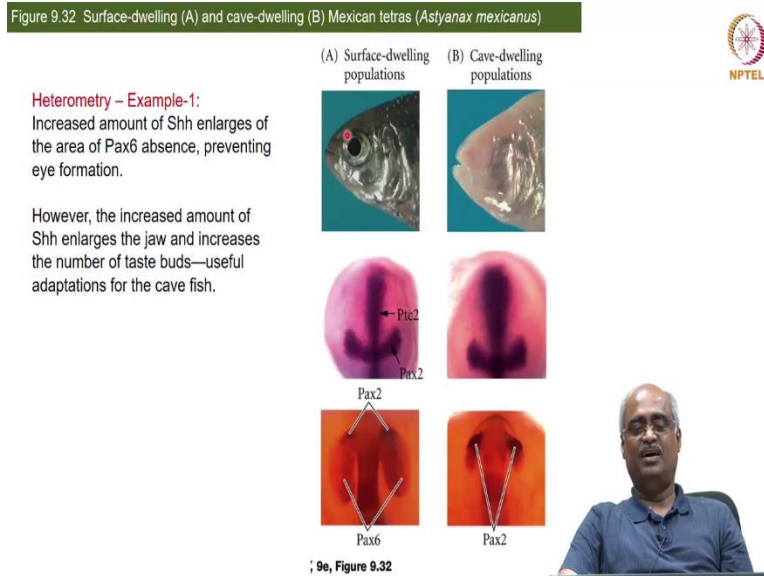 Figure 9.32 Surface-dwelling (A) and cave-dwelling (B) Mexican tetras (Astyanax mexicanus)
NPTEL
(A) Surface-dwelling
populations
(B) Cave-dwelling
populations
Heterometry – Example-1:
Increased amount of Shh enlarges of
the area of Pax6 absence, preventing
eye formation.
However, the increased amount of
Shh enlarges the jaw and increases
the number of taste buds—useful
adaptations for the cave fish.
Ptc2
Pax2
Pax2
Pax6
Pax2
9e, Figure 9.32